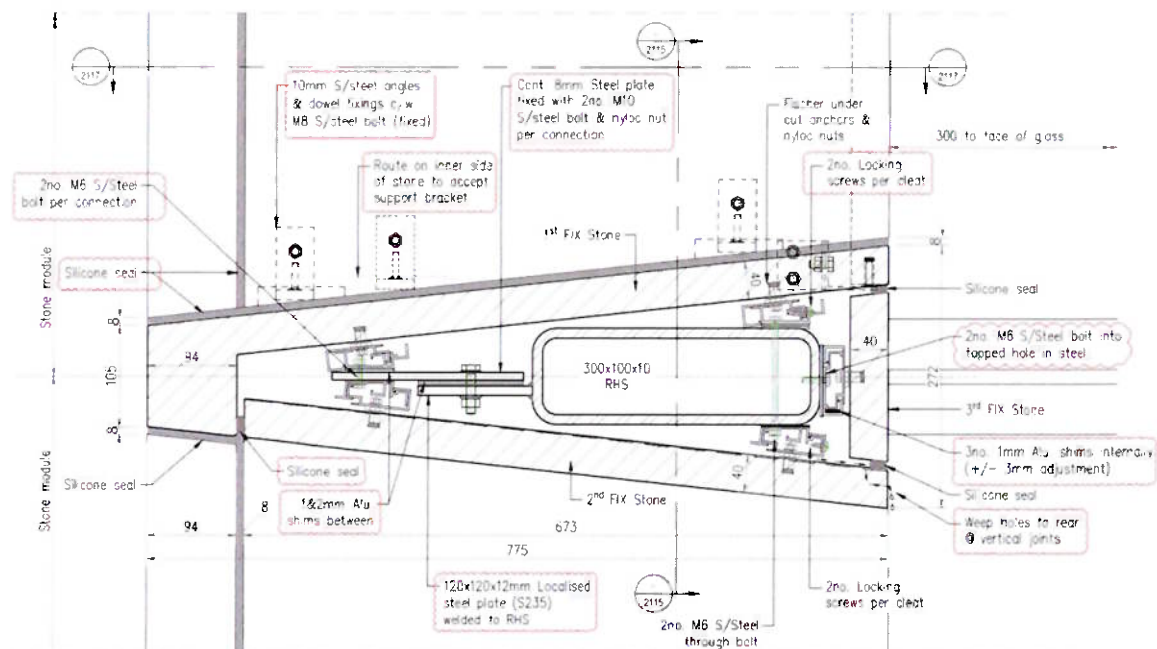 2115
2117
2117
10mm S/steel angles
& dowel fixings c/w
M8 S/steel bolt (fixed)
Cont. 8mm Steel plate
fixed with 2no. M10
S/steel bolt & nyloc nut
per connection
Fischer under
cut anchors &
nyloc nuts
300 to face of glass
Route on inner side
of stone to accept
support bracket
2no. Locking
screws per cleat
2no. M6 S/Steel
bolt per connection
1st FIX Stone
8
Silicone seal
Stone module
40
Silicone seal
8
94
40
2no. M6 S/Steel bolt into
tapped hole in steel
105
300x100x10
RHS
272
3rd FIX Stone
8
3no. 1mm Alu. shims internally
(+/- 3mm adjustment)
Silicone seal
Silicone seal
40
Silicone seal
Stone module
1&2mm Alu
shims between
2nd FIX Stone
8
Weep holes to rear
@ vertical joints
94
673
775
120x120x12mm Localised
steel plate (S235)
welded to RHS
2115
2no. Locking
screws per cleat
2no. M6 S/Steel
through bolt